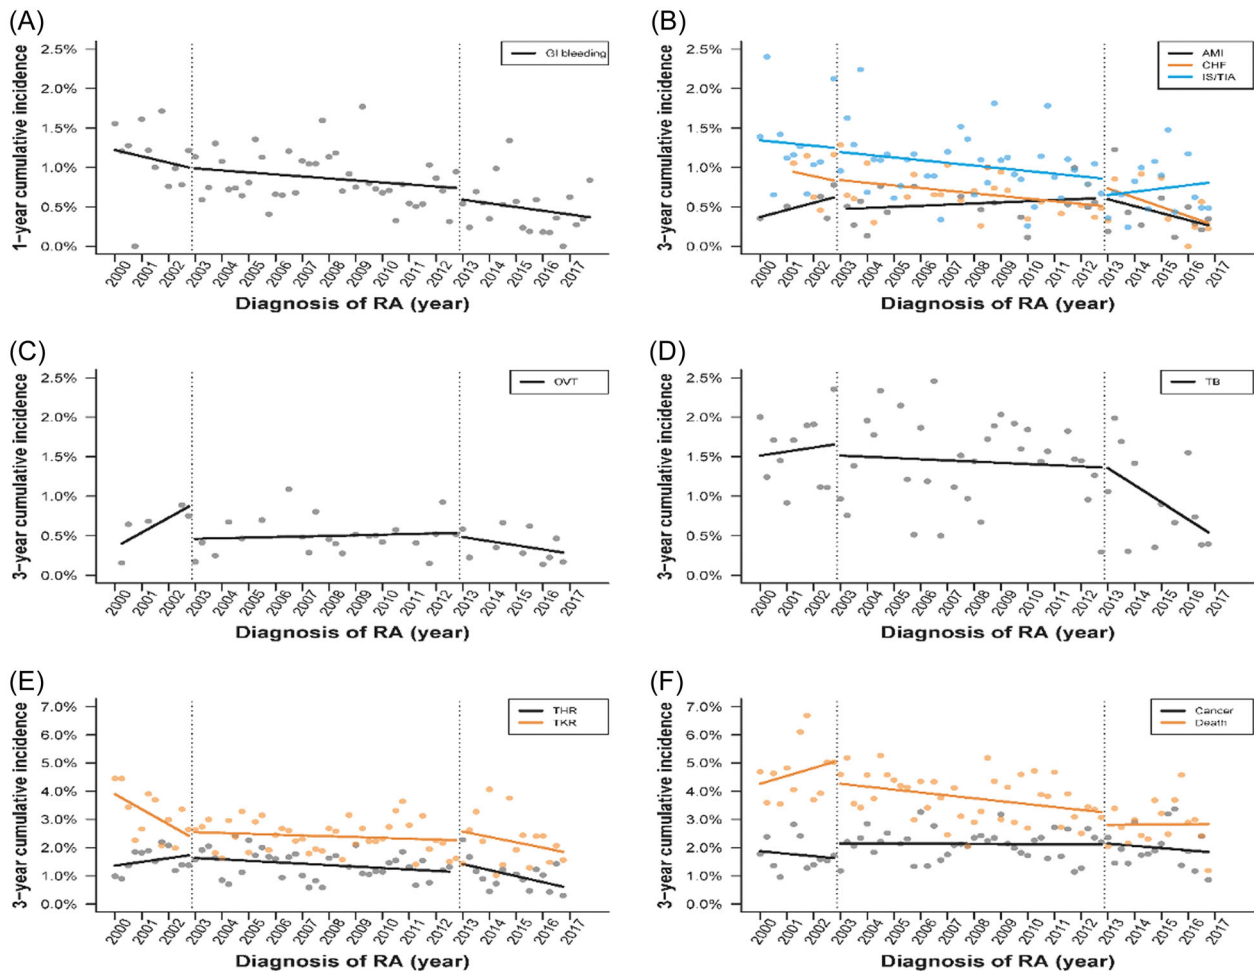 (A)
1-year cumulative incidence
2.5%
2.0%
1.5%
1.0%
0.5%
0.0%
GI bleeding
2000 2001 2002 2003 2004 2005 2006 2007 2008 2009 2010 2011 2012 2013 2014 2015 2016 2017
Diagnosis of RA (year)
(B)
3-year cumulative incidence
2.5%
2.0%
1.5%
1.0%
0.5%
0.0%
AMI
CHF
IS/TIA
2000 2001 2002 2003 2004 2005 2006 2007 2008 2009 2010 2011 2012 2013 2014 2015 2016 2017
Diagnosis of RA (year)
(C)
3-year cumulative incidence
2.5%
2.0%
1.5%
1.0%
0.5%
0.0%
OVT
2000 2001 2002 2003 2004 2005 2006 2007 2008 2009 2010 2011 2012 2013 2014 2015 2016 2017
Diagnosis of RA (year)
(D)
3-year cumulative incidence
2.5%
2.0%
1.5%
1.0%
0.5%
0.0%
TB
2000 2001 2002 2003 2004 2005 2006 2007 2008 2009 2010 2011 2012 2013 2014 2015 2016 2017
Diagnosis of RA (year)
(E)
3-year cumulative incidence
7.0%
6.0%
5.0%
4.0%
3.0%
2.0%
1.0%
0.0%
THR
TKR
2000 2001 2002 2003 2004 2005 2006 2007 2008 2009 2010 2011 2012 2013 2014 2015 2016 2017
Diagnosis of RA (year)
(F)
3-year cumulative incidence
7.0%
6.0%
5.0%
4.0%
3.0%
2.0%
1.0%
0.0%
Cancer
Death
2000 2001 2002 2003 2004 2005 2006 2007 2008 2009 2010 2011 2012 2013 2014 2015 2016 2017
Diagnosis of RA (year)